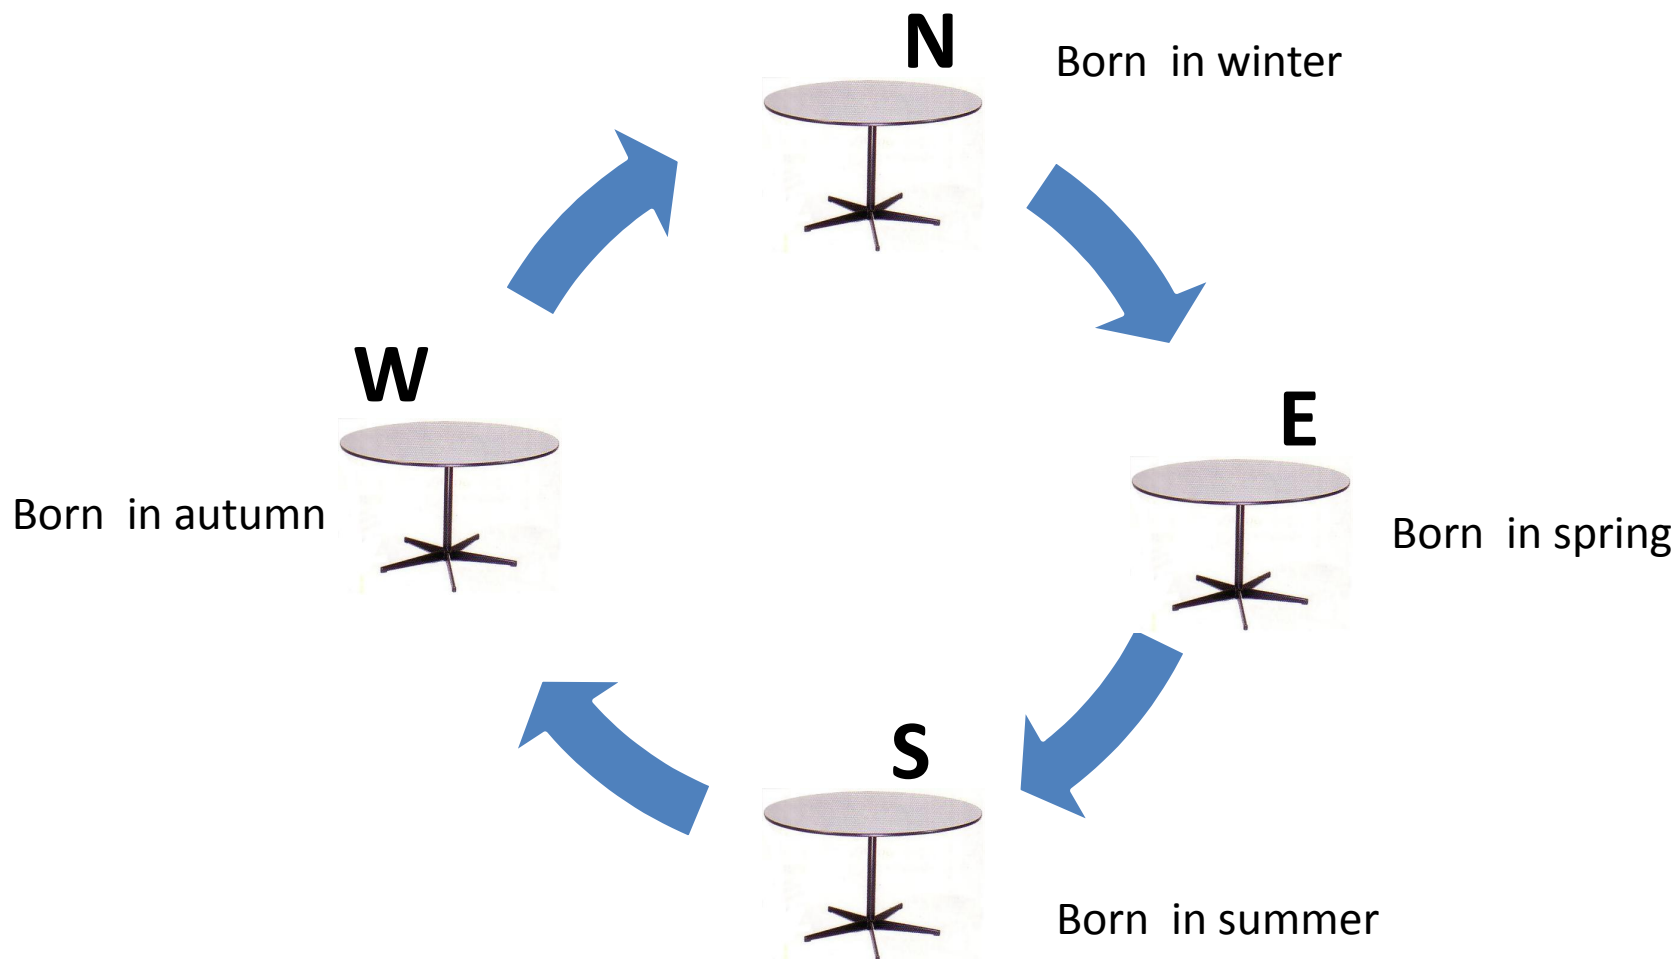 N
Born  in winter
W
E
Born  in autumn
Born  in spring
S
Born  in summer